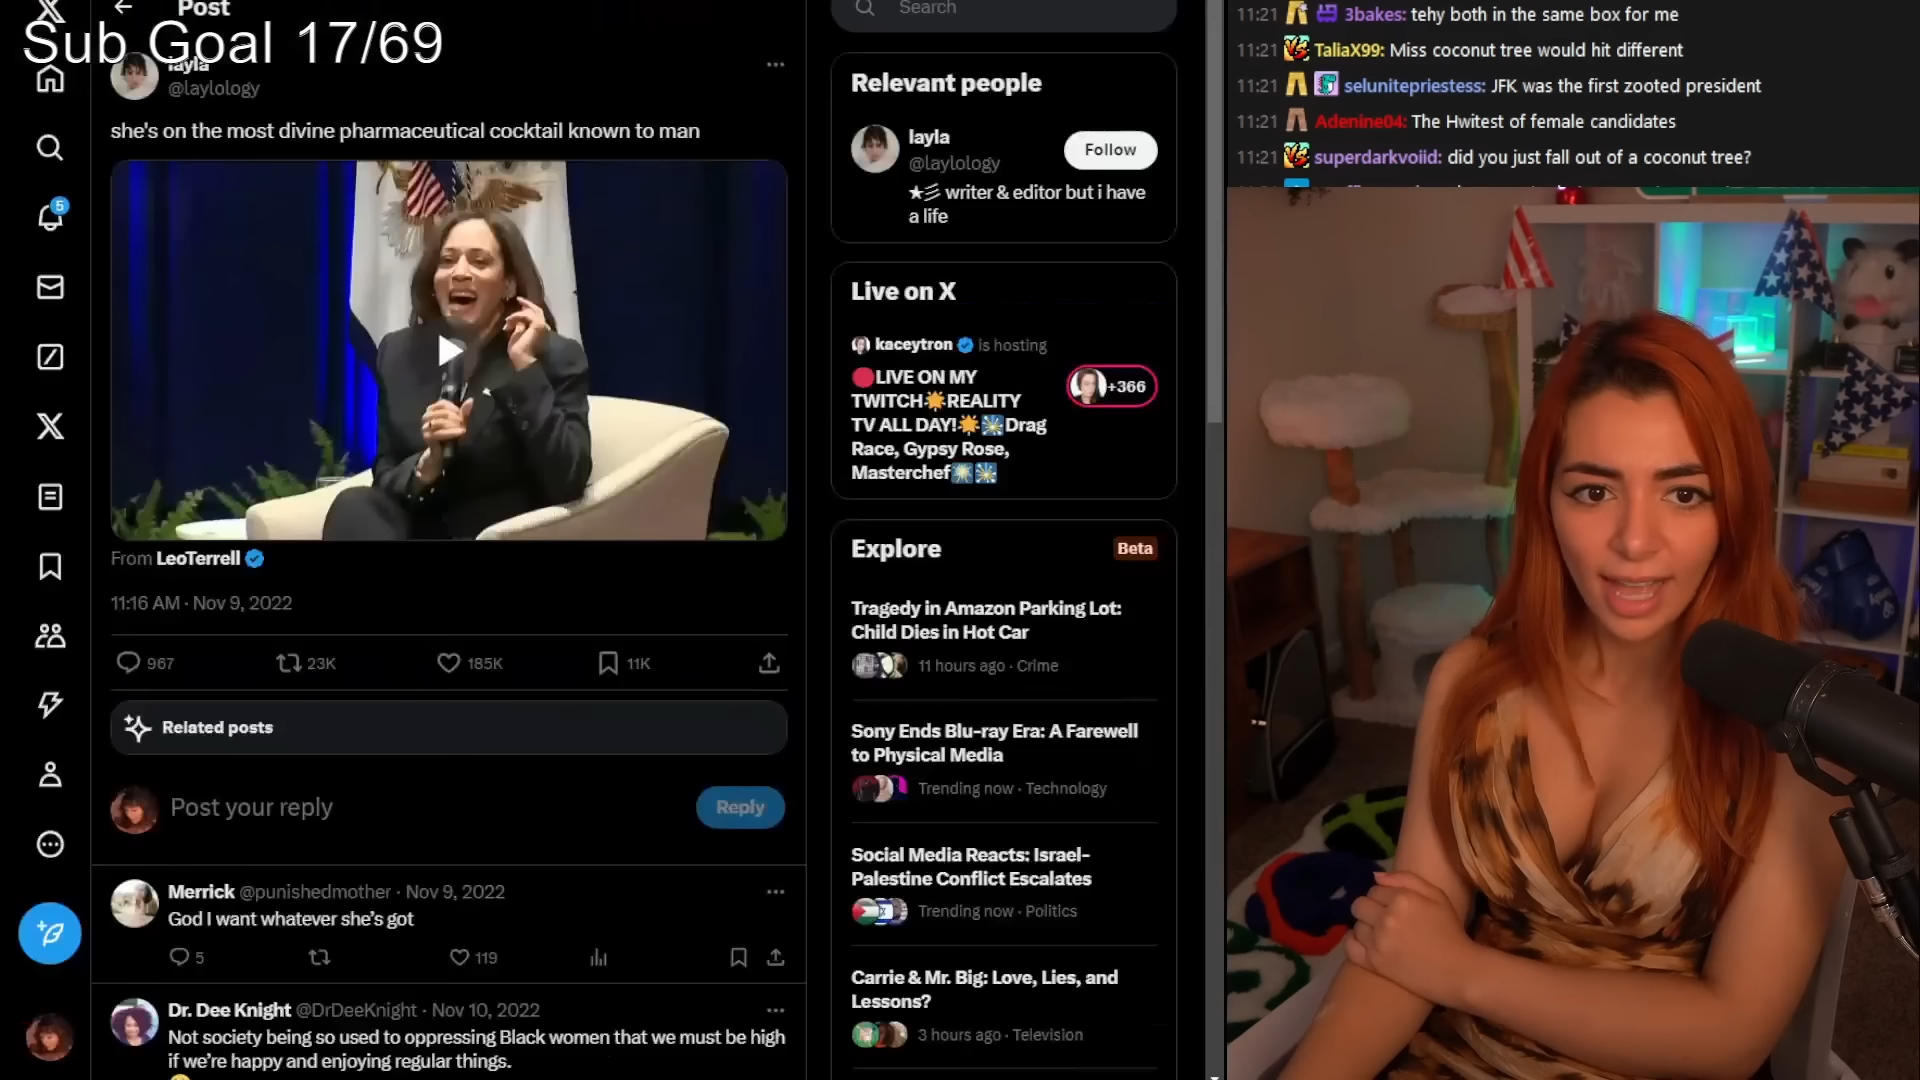 Post
Sub Goal 17/69
layla
@laylology
she's on the most divine pharmaceutical cocktail known to man
From LeoTerrell
11:16 AM · Nov 9, 2022
967
23K
185K
11K
Related posts
Post your reply
Reply
Merrick @punishedmother · Nov 9, 2022
God I want whatever she's got
5
119
Dr. Dee Knight @DrDeeKnight · Nov 10, 2022
Not society being so used to oppressing Black women that we must be high
if we're happy and enjoying regular things.
5
Search
Relevant people
layla
@laylology
Follow
★彡 writer & editor but i have
a life
Live on X
kaceytron is hosting
LIVE ON MY
TWITCH🌟REALITY
TV ALL DAY!🌟🎇Drag
Race, Gypsy Rose,
Masterchef🎇🎇
+366
Explore
Beta
Tragedy in Amazon Parking Lot:
Child Dies in Hot Car
11 hours ago · Crime
Sony Ends Blu-ray Era: A Farewell
to Physical Media
Trending now · Technology
Social Media Reacts: Israel-
Palestine Conflict Escalates
Trending now · Politics
Carrie & Mr. Big: Love, Lies, and
Lessons?
3 hours ago · Television
11:21 3bakes: tehy both in the same box for me
11:21 TaliaX99: Miss coconut tree would hit different
11:21 selunitepriestess: JFK was the first zooted president
11:21 Adenine04: The Hwitest of female candidates
11:21 superdarkvoiid: did you just fall out of a coconut tree?